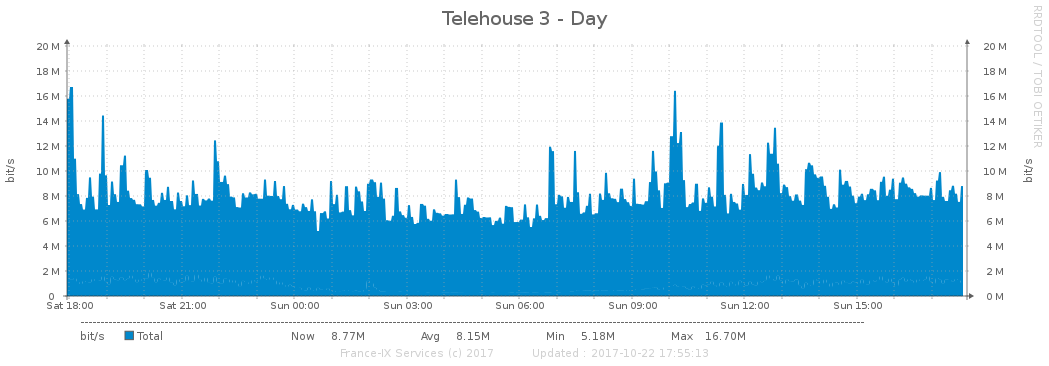 Telehouse 3 - Day
RRDTOOL / TOBI OETIKER
bit/s
20 M 20 M
18 M 18 M
16 M 16 M
14 M 14 M
12 M 12 M
10 M 10 M
8 M 8 M
6 M 6 M
4 M 4 M
2 M 2 M
0 0 M
bit/s
Sat 18:00 Sat 21:00 Sun 00:00 Sun 03:00 Sun 06:00 Sun 09:00 Sun 12:00 Sun 15:00
bit/s Total Now 8.77M Avg 8.15M Min 5.18M Max 16.70M
France-IX Services (c) 2017 Updated : 2017-10-22 17:55:13